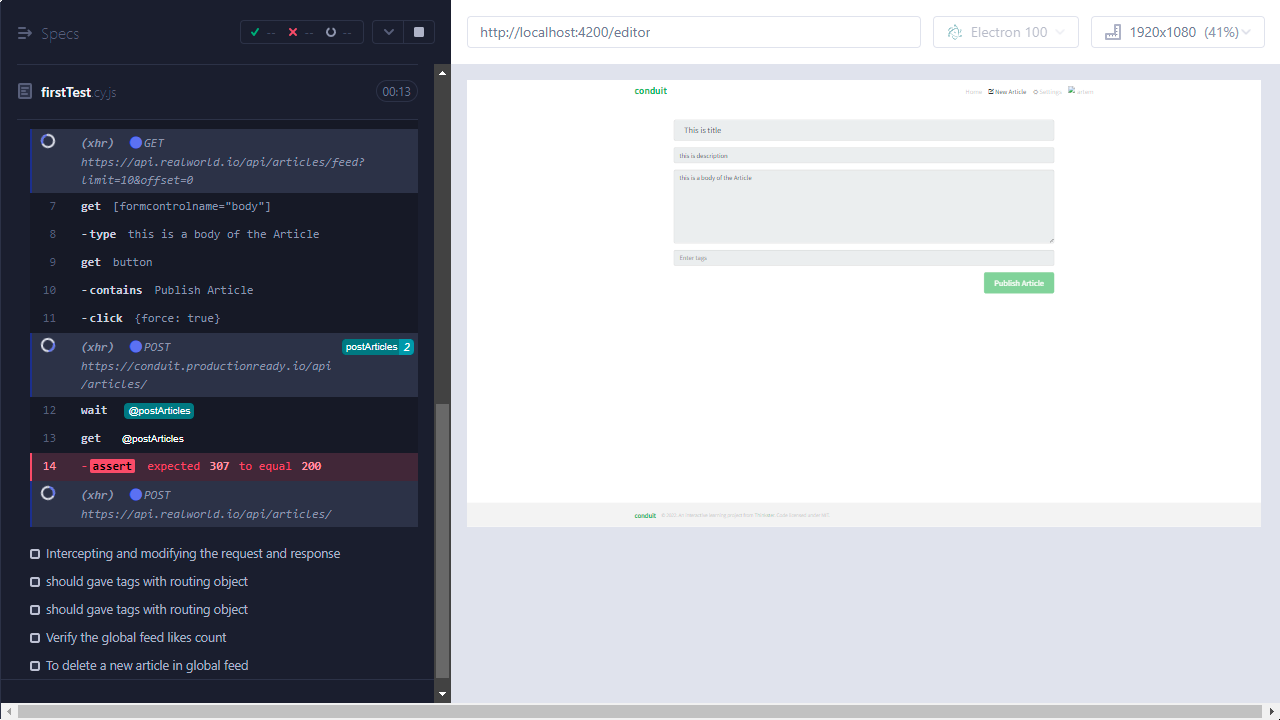 Specs
-- -- --
http://localhost:4200/editor
Electron 100
1920x1080 (41%)
firstTest.cy.js
00:13
(xhr) GET
https://api.realworld.io/api/articles/feed?
limit=10&offset=0
7 get [formcontrolname="body"]
8 -type this is a body of the Article
9 get button
10 -contains Publish Article
11 -click {force: true}
(xhr) POST postArticles 2
https://conduit.productionready.io/api
/articles/
12 wait @postArticles
13 get @postArticles
14 -assert expected 307 to equal 200
(xhr) POST
https://api.realworld.io/api/articles/
Intercepting and modifying the request and response
should gave tags with routing object
should gave tags with routing object
Verify the global feed likes count
To delete a new article in global feed
conduit
Home New Article Settings artem
This is title
this is description
this is a body of the Article
Enter tags
Publish Article
conduit